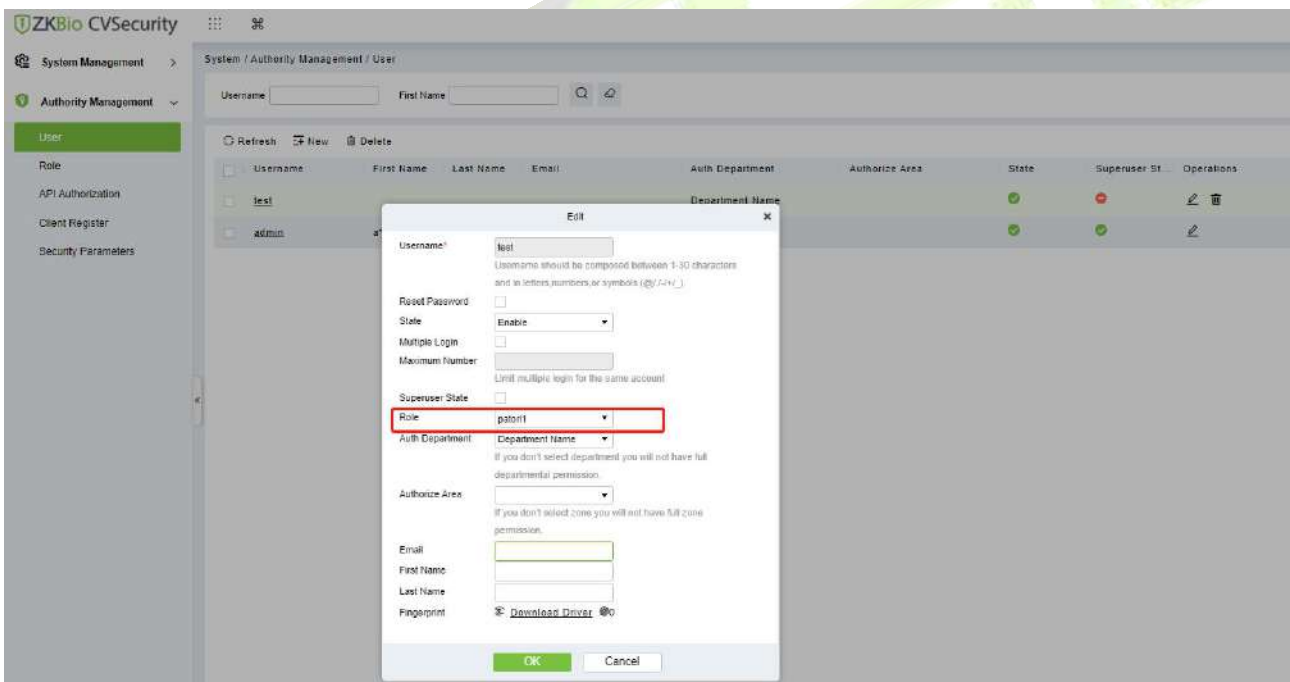 ZKBio CVSecurity
System Management
Authority Management
User
Role
API Authorization
Client Register
Security Parameters
System / Authority Management / User
Username
First Name
Refresh New Delete
Username First Name Last Name Email Auth Department Authorize Area State Superuser St... Operations
test Department Name
admin
Edit
Username* test
Username should be composed between 1-30 characters
and in letters,numbers,or symbols
Reset Password
State Enable
Multiple Login
Maximum Number
Limit multiple login for the same account
Superuser State
Role patorl1
Auth Department Department Name
If you don't select department you will not have full
departmental permission.
Authorize Area
If you don't select zone you will not have full zone
permission.
Email
First Name
Last Name
Fingerprint Download Driver 0
OK Cancel